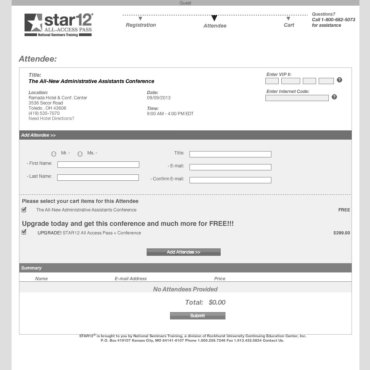 Guest
star12®
ALL-ACCESS PASS
National Seminars Training
Registration
Attendee
Cart
Questions?
Call 1-800-682-5073
for assistance
Attendee:
Title:
The All-New Administrative Assistants Conference
Location:
Ramada Hotel & Conf. Center
3536 Secor Road
Toledo, OH 43606
(419) 535-7070
Need Hotel Directions?
Date:
09/09/2013
Time:
9:00 AM - 4:00 PM EDT
Enter VIP #:
Enter Internet Code:
Add Attendee >>
Mr. -
Ms. -
Title:
- First Name:
- E-mail:
- Last Name:
- Confirm E-mail:
Please select your cart items for this Attendee
The All-New Administrative Assistants Conference FREE
Upgrade today and get this conference and much more for FREE!!!
UPGRADE! STAR12 All Access Pass + Conference $299.00
Add Attendee >>
Summary
Name E-mail Address Price
No Attendees Provided
Total: $0.00
Submit
STAR12® is brought to you by National Seminars Training, a division of Rockhurst University Continuing Education Center, Inc.
P.O. Box 419107 Kansas City, MO 64141-6107 Phone 1-800-258-7246 Fax 1-913-432-0824 Contact Us